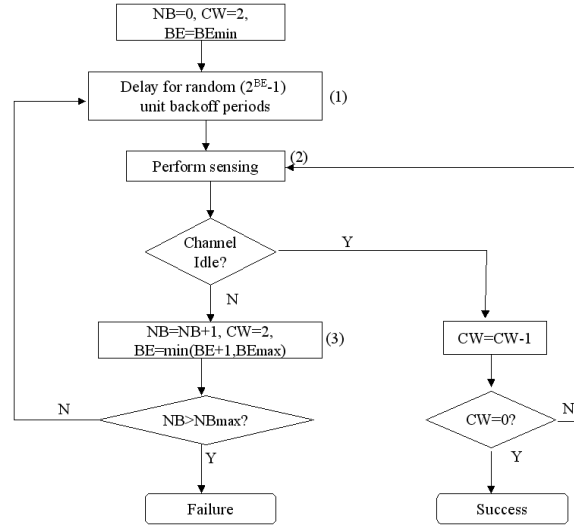 NB=0, CW=2,
BE=BEmin
Delay for random (2^BE-1)
unit backoff periods
(1)
Perform sensing
(2)
Channel
Idle?
Y
N
NB=NB+1, CW=2,
BE=min(BE+1,BEmax)
(3)
CW=CW-1
N
NB>NBmax?
CW=0?
N
Y
Y
Failure
Success